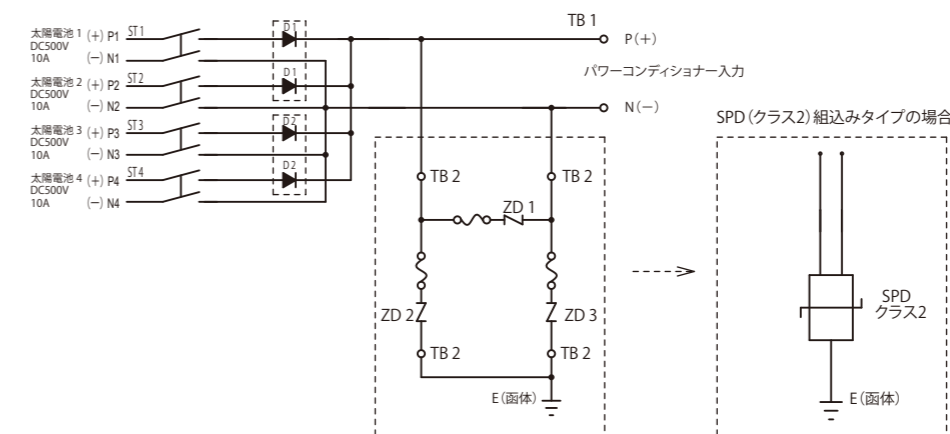 太陽電池 1 (+) P1 ST1
DC500V
10A (−) N1
太陽電池 2 (+) P2 ST2
DC500V
10A (−) N2
太陽電池 3 (+) P3 ST3
DC500V
10A (−) N3
太陽電池 4 (+) P4 ST4
DC500V
10A (−) N4
D1
D1
D2
D2
TB 1
P(+)
パワーコンディショナー入力
N(−)
TB 2
TB 2
ZD 1
ZD 2
ZD 3
TB 2
TB 2
E(函体)
SPD(クラス2)組込みタイプの場合
SPD
クラス2
E(函体)